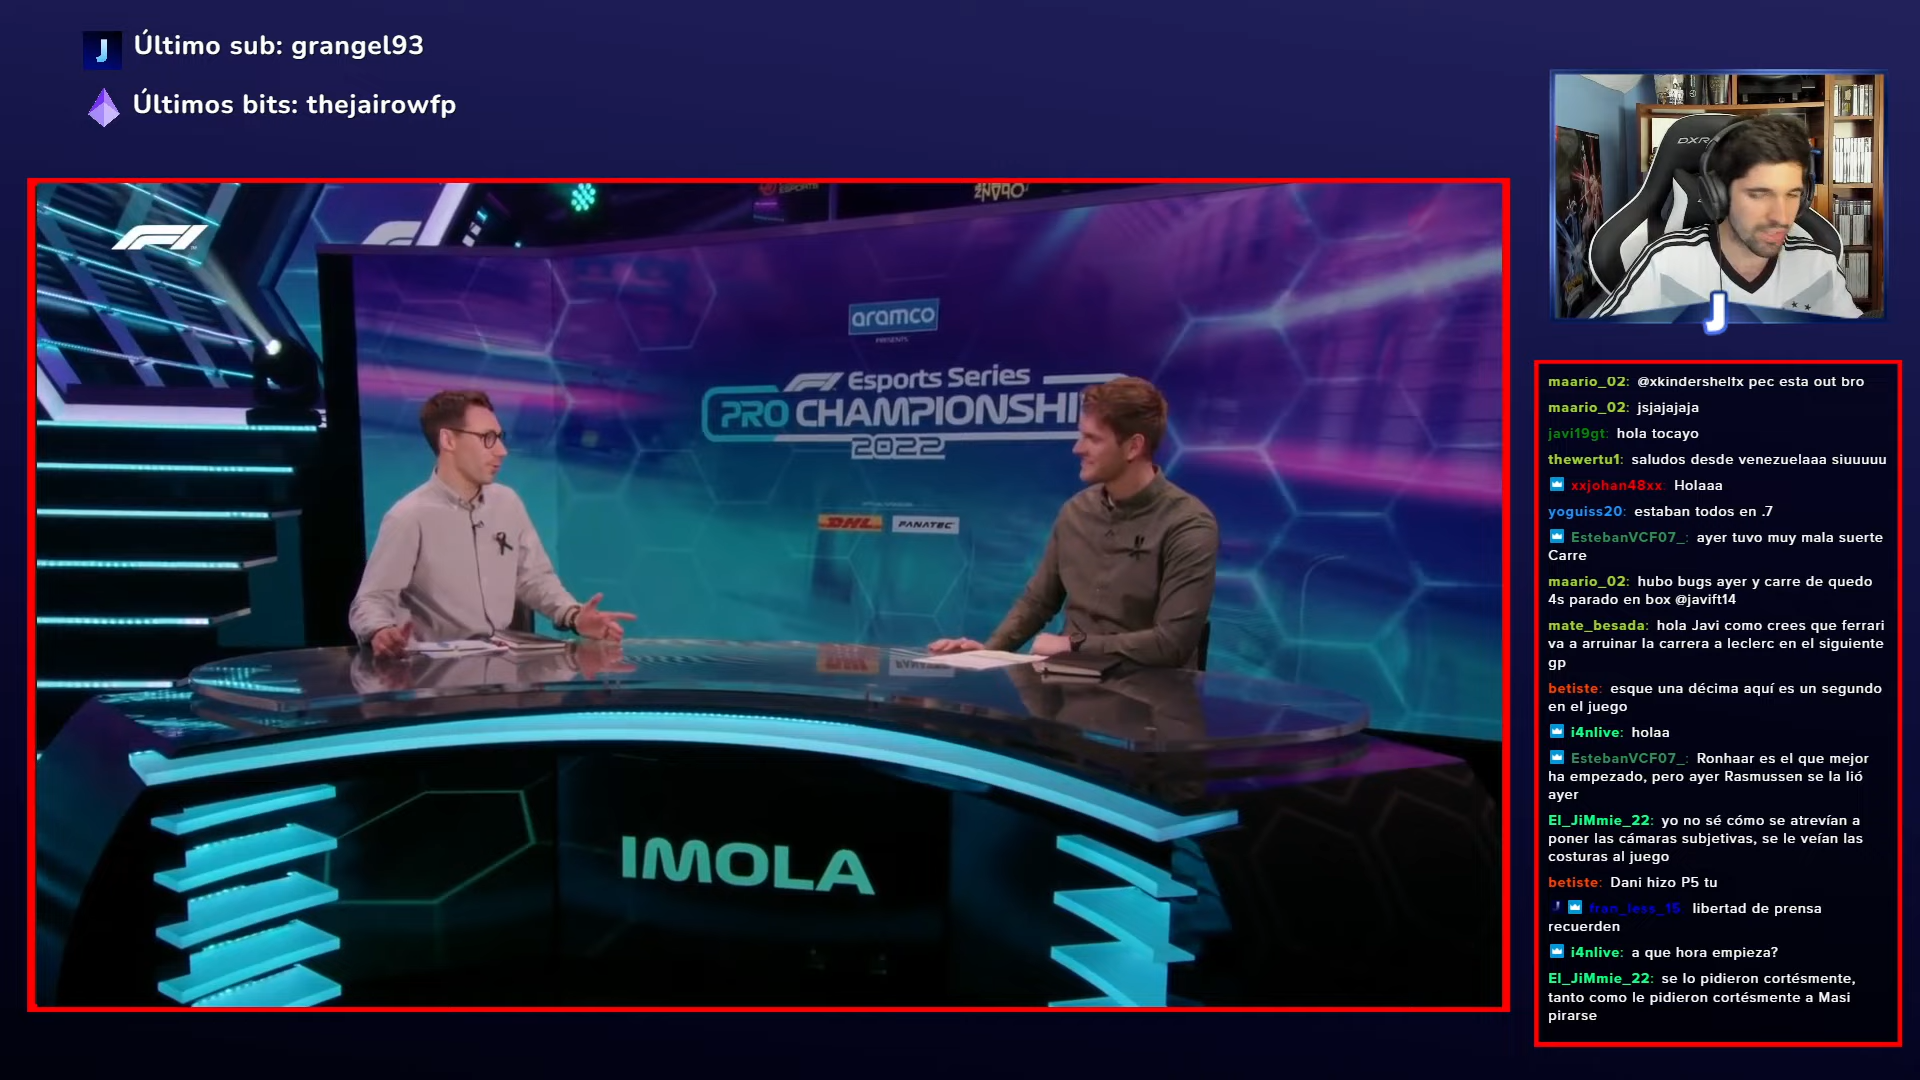 Último sub: grangel93
Últimos bits: thejairowfp
F1
aramco
PRESENTS
F1 Esports Series
PRO CHAMPIONSHI
2022
DHL
FANATEC
IMOLA
DXR
J
maario_02: @xkindershelfx pec esta out bro
maario_02: jsjajajaja
javi19gt: hola tocayo
thewertu1: saludos desde venezuelaaa siuuuuu
xxjohan48xx: Holaaa
yoguiss20: estaban todos en .7
EstebanVCF07_: ayer tuvo muy mala suerte
Carre
maario_02: hubo bugs ayer y carre de quedo
4s parado en box @javift14
mate_besada: hola Javi como crees que ferrari
va a arruinar la carrera a leclerc en el siguiente
gp
betiste: esque una décima aquí es un segundo
en el juego
i4nlive: holaa
EstebanVCF07_: Ronhaar es el que mejor
ha empezado, pero ayer Rasmussen se la lió
ayer
El_JiMmie_22: yo no sé cómo se atrevían a
poner las cámaras subjetivas, se le veían las
costuras al juego
betiste: Dani hizo P5 tu
fran_less_15 libertad de prensa
recuerden
i4nlive: a que hora empieza?
El_JiMmie_22: se lo pidieron cortésmente,
tanto como le pidieron cortésmente a Masi
pirarse